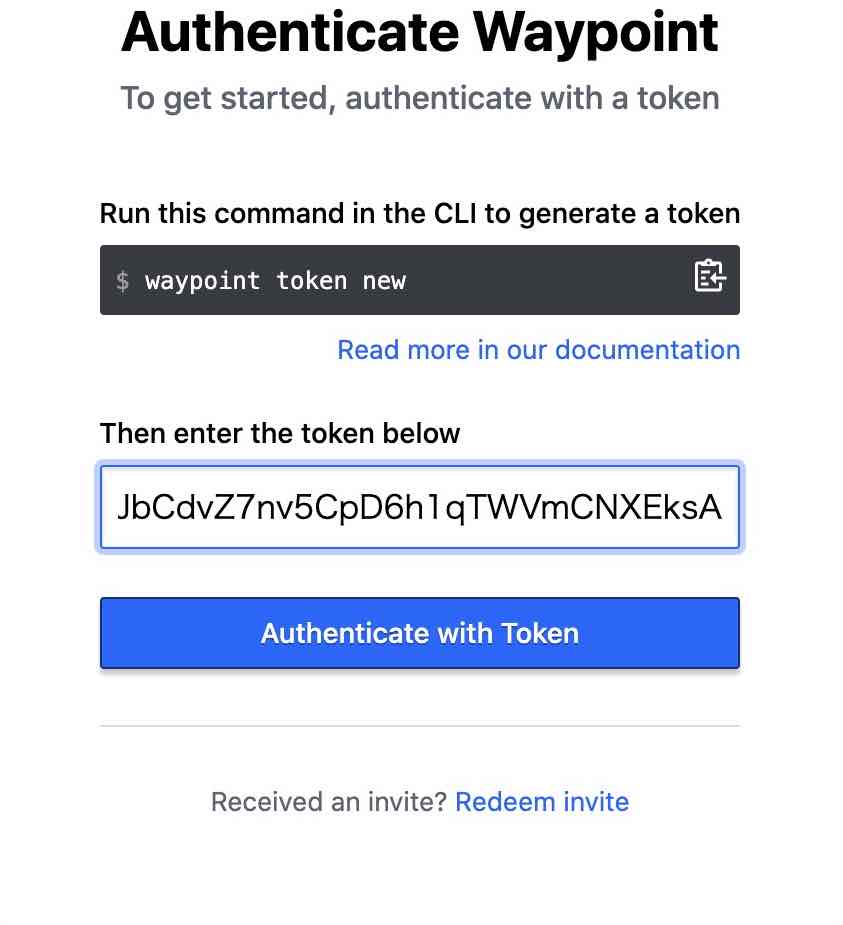 Authenticate Waypoint
To get started, authenticate with a token
Run this command in the CLI to generate a token
$ waypoint token new
Read more in our documentation
Then enter the token below
JbCdvZ7nv5CpD6h1qTWVmCNXEksA
Authenticate with Token
Received an invite? Redeem invite